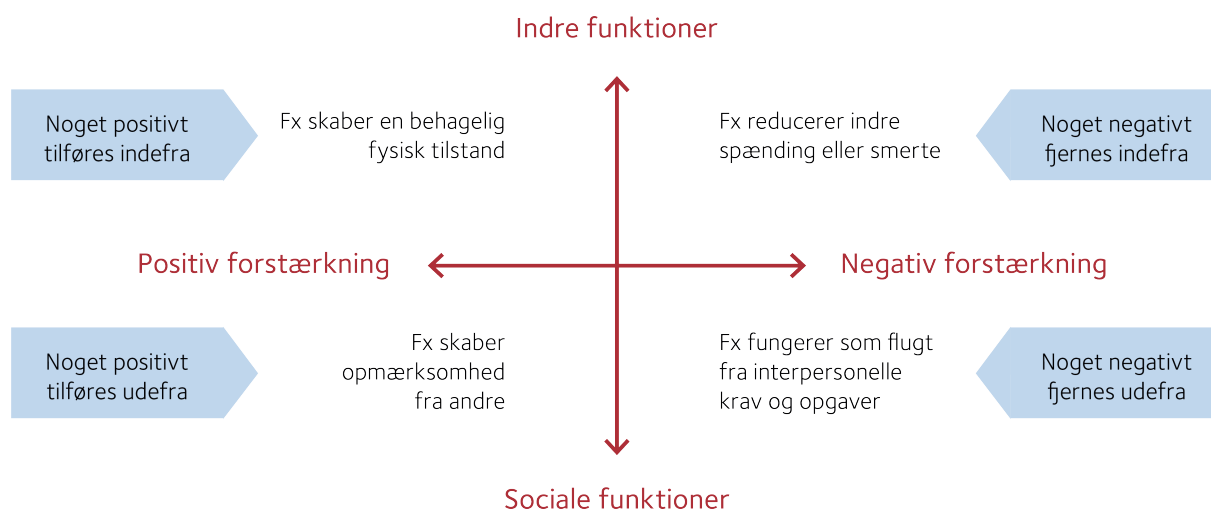 Indre funktioner
Noget positivt
tilføres indefra
Fx skaber en behagelig
fysisk tilstand
Fx reducerer indre
spænding eller smerte
Noget negativt
fjernes indefra
Positiv forstærkning
Negativ forstærkning
Noget positivt
tilføres udefra
Fx skaber
opmærksomhed
fra andre
Fx fungerer som flugt
fra interpersonelle
krav og opgaver
Noget negativt
fjernes udefra
Sociale funktioner